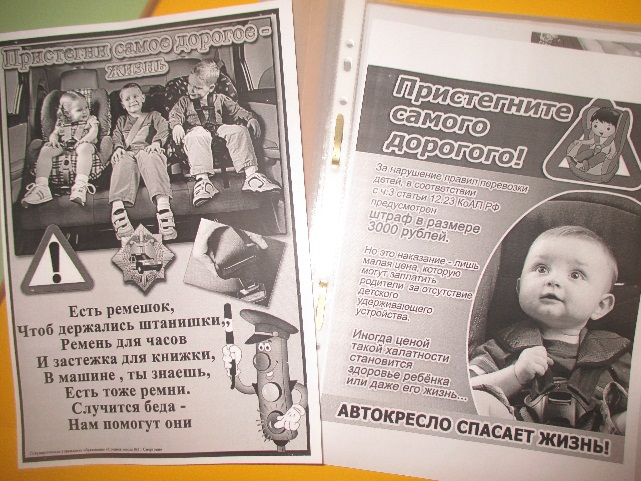 Пристегни самое дорогое -
жизнь
Есть ремешок,
Чтоб держались штанишки,,
Ремень для часов
И застежка для книжки,
В машине , ты знаешь,
Есть тоже ремни.
Случится беда -
Нам помогут они
Пристегните
самого
дорогого!
За нарушение правил перевозки
детей, в соответствии
с ч.3 статьи 12.23 КоАП РФ
предусмотрен
штраф в размере
3000 рублей.
Но это наказание - лишь
малая цена, которую
могут заплатить
родители за отсутствие
детского
удерживающего
устройства.
Иногда ценой
такой халатности
становится
здоровье ребёнка
или даже его жизнь...
АВТОКРЕСЛО СПАСАЕТ ЖИЗНЬ!